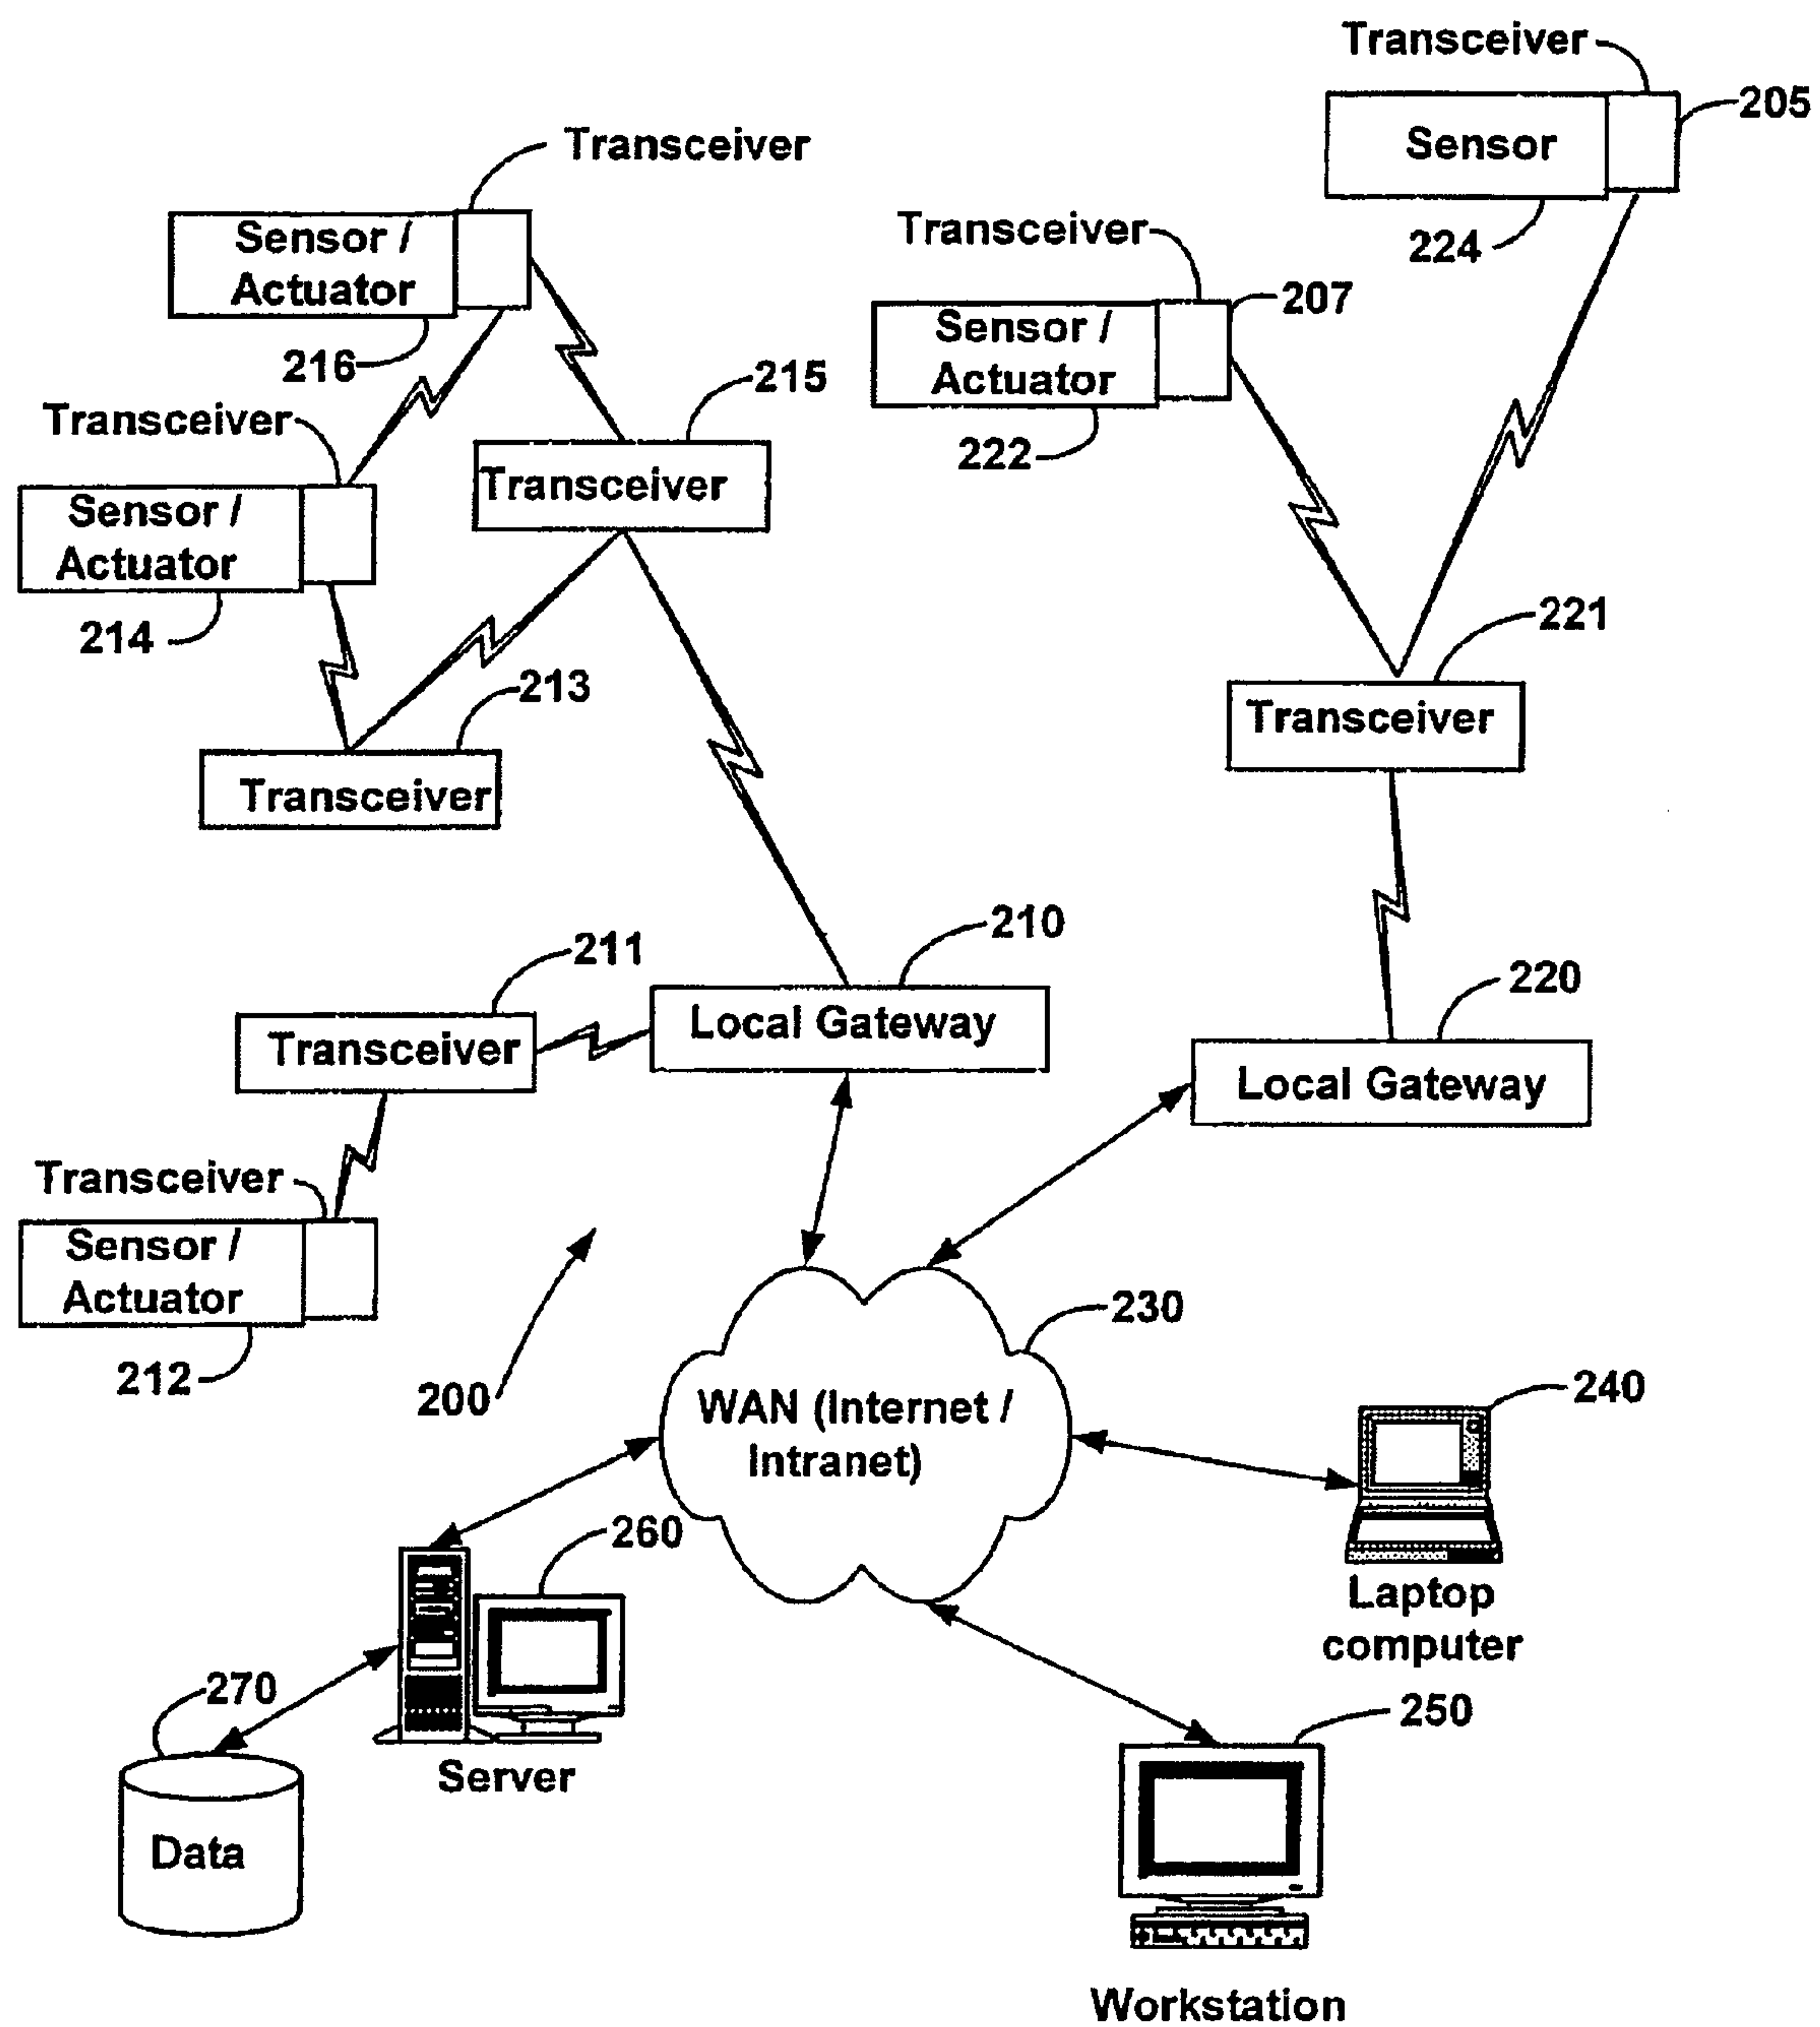 Transceiver
205
Sensor
224
Transceiver
Sensor /
Actuator
216
Transceiver
207
Sensor /
Actuator
222
215
Transceiver
Transceiver
Sensor /
Actuator
214
213
Transceiver
221
Transceiver
210
Local Gateway
211
Transceiver
220
Local Gateway
Transceiver
Sensor /
Actuator
212
200
230
WAN (Internet /
Intranet)
240
Laptop
computer
260
Server
270
Data
250
Workstation